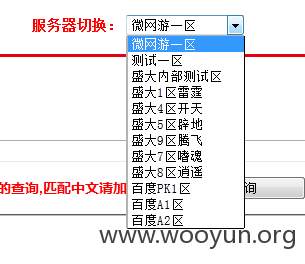 服务器切换： 微网游一区
微网游一区
测试一区
盛大内部测试区
盛大1区雷霆
盛大4区开天
盛大5区辟地
盛大9区腾飞
盛大7区嗜魂
盛大8区逍遥
的查询,匹配中文请加 询
百度PK1区
百度A1区
百度A2区
www.wooyun.org